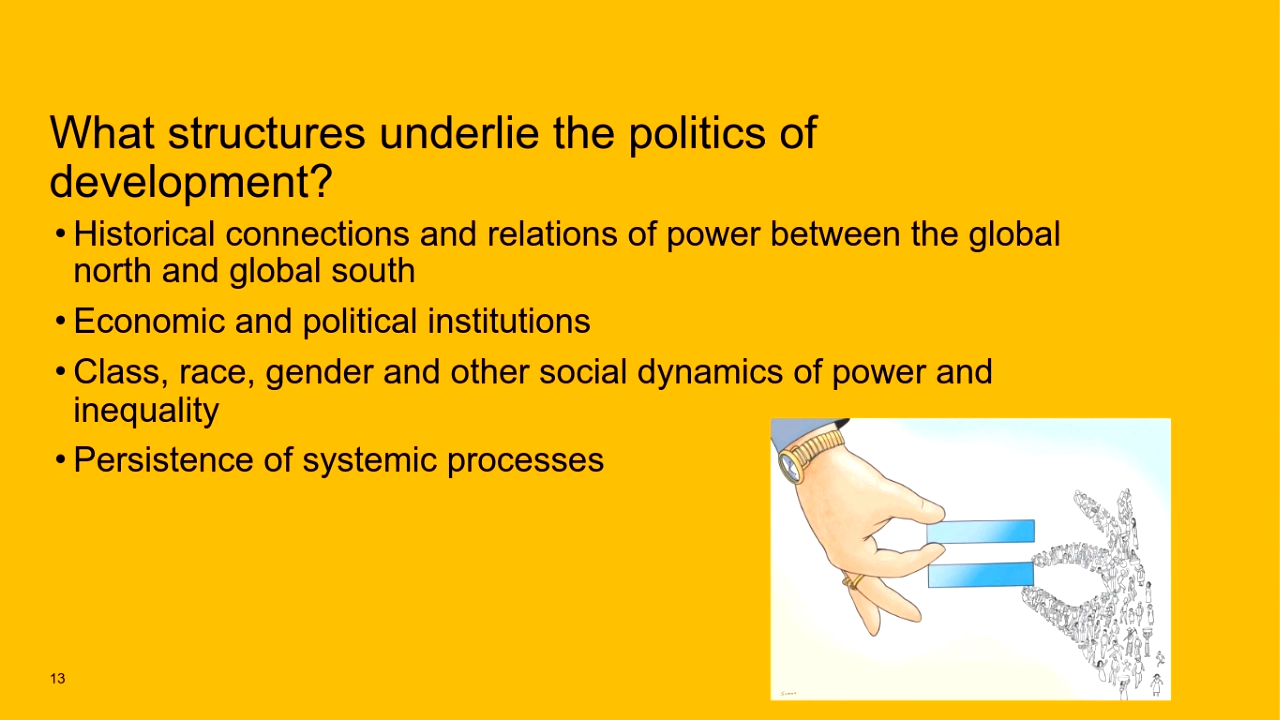 What structures underlie the politics of
development?
• Historical connections and relations of power between the global
north and global south
• Economic and political institutions
• Class, race, gender and other social dynamics of power and
inequality
• Persistence of systemic processes
13